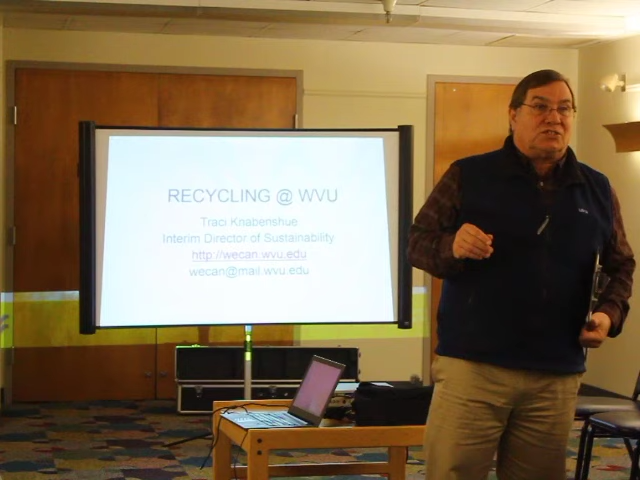 RECYCLING @ WVU
Traci Knabenshue
Interim Director of Sustainability
http://wecan.wvu.edu
wecan@mail.wvu.edu